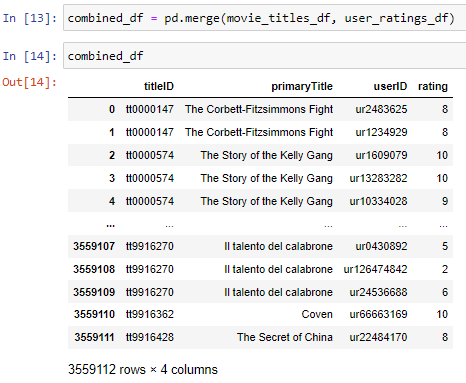 In [13]: combined_df = pd.merge(movie_titles_df, user_ratings_df)
In [14]: combined_df
Out[14]:
titleID primaryTitle userID rating
0 tt0000147 The Corbett-Fitzsimmons Fight ur2483625 8
1 tt0000147 The Corbett-Fitzsimmons Fight ur1234929 8
2 tt0000574 The Story of the Kelly Gang ur1609079 10
3 tt0000574 The Story of the Kelly Gang ur13283282 10
4 tt0000574 The Story of the Kelly Gang ur10334028 9
... ... ... ... ...
3559107 tt9916270 Il talento del calabrone ur0430892 5
3559108 tt9916270 Il talento del calabrone ur126474842 2
3559109 tt9916270 Il talento del calabrone ur24536688 6
3559110 tt9916362 Coven ur66663169 10
3559111 tt9916428 The Secret of China ur22484170 8
3559112 rows × 4 columns